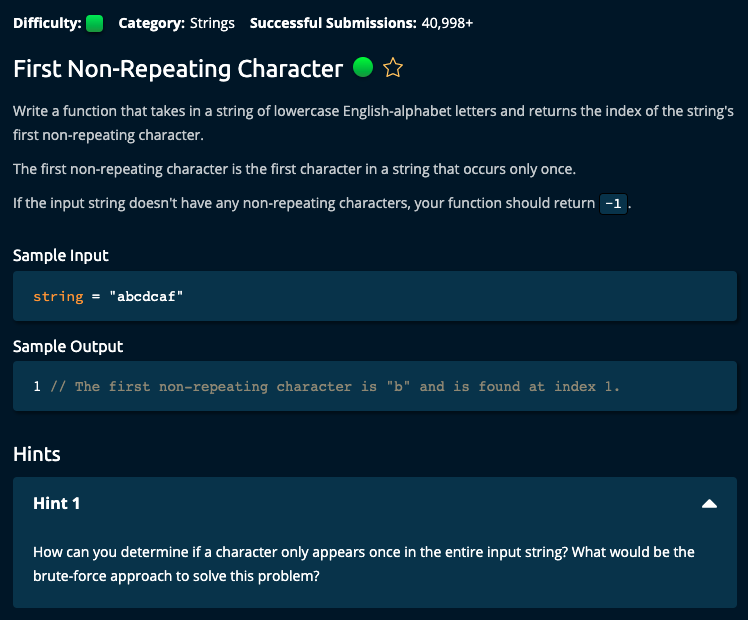 Difficulty: Category: Strings Successful Submissions: 40,998+
First Non-Repeating Character
Write a function that takes in a string of lowercase English-alphabet letters and returns the index of the string's
first non-repeating character.
The first non-repeating character is the first character in a string that occurs only once.
If the input string doesn't have any non-repeating characters, your function should return -1.
Sample Input
string = "abcdcaf"
Sample Output
1 // The first non-repeating character is "b" and is found at index 1.
Hints
Hint 1
How can you determine if a character only appears once in the entire input string? What would be the
brute-force approach to solve this problem?